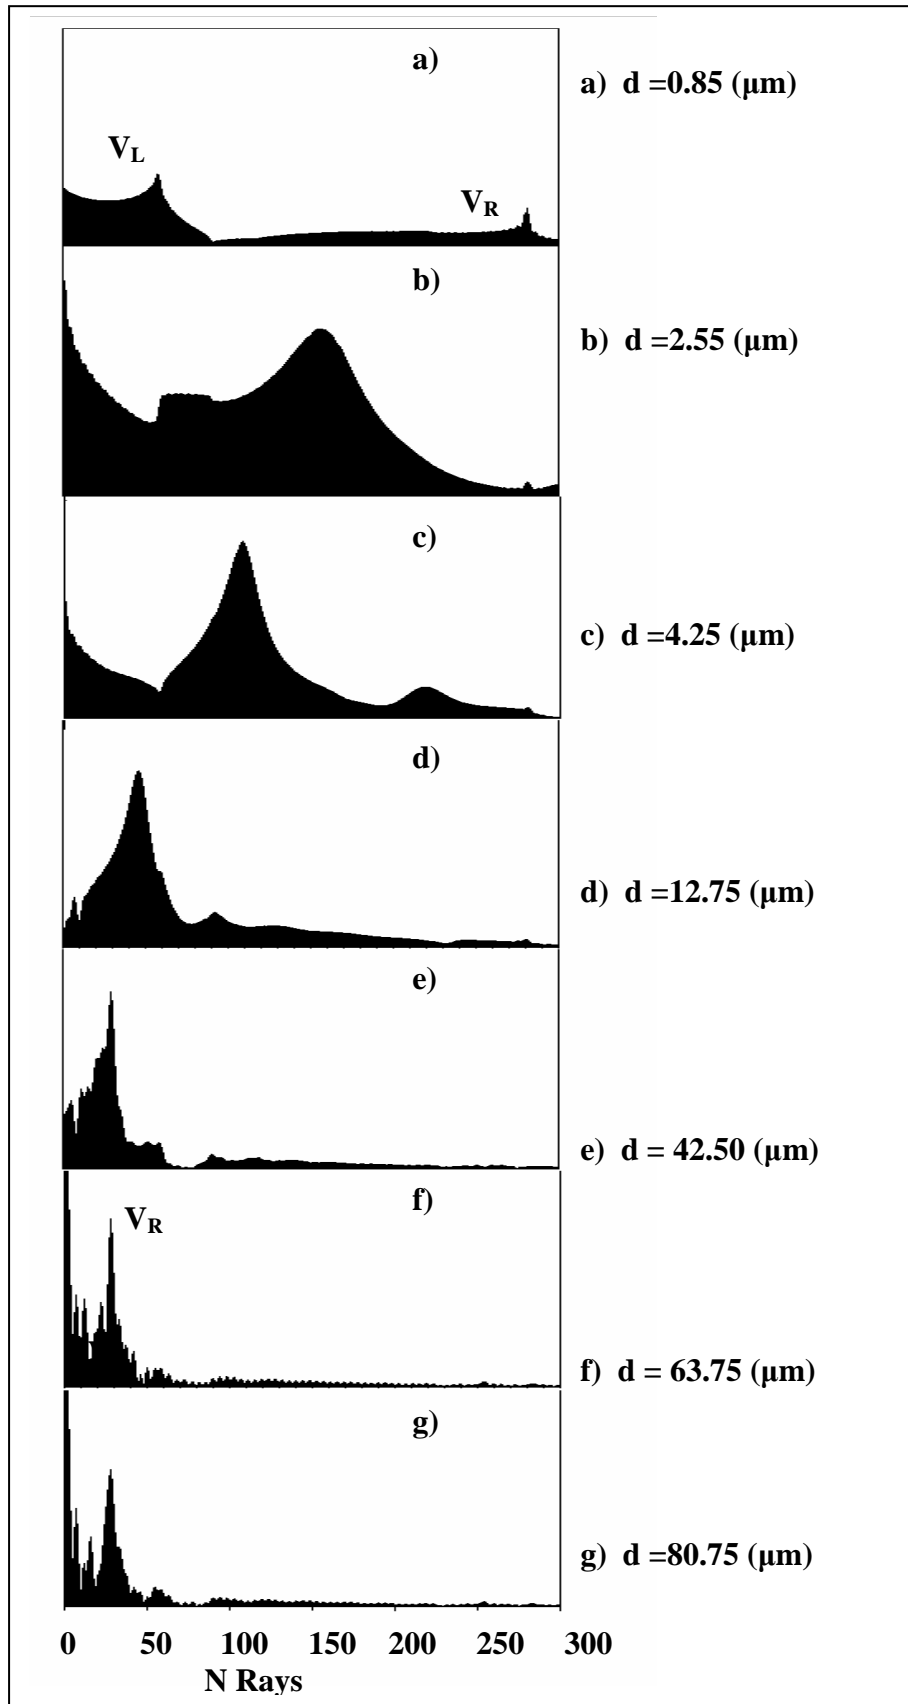 a)
a) d =0.85 (μm)
V_L
V_R
b)
b) d =2.55 (μm)
c)
c) d =4.25 (μm)
d)
d) d =12.75 (μm)
e)
e) d = 42.50 (μm)
f)
V_R
f) d = 63.75 (μm)
g)
g) d =80.75 (μm)
0 50 100 150 200 250 300
N Rays